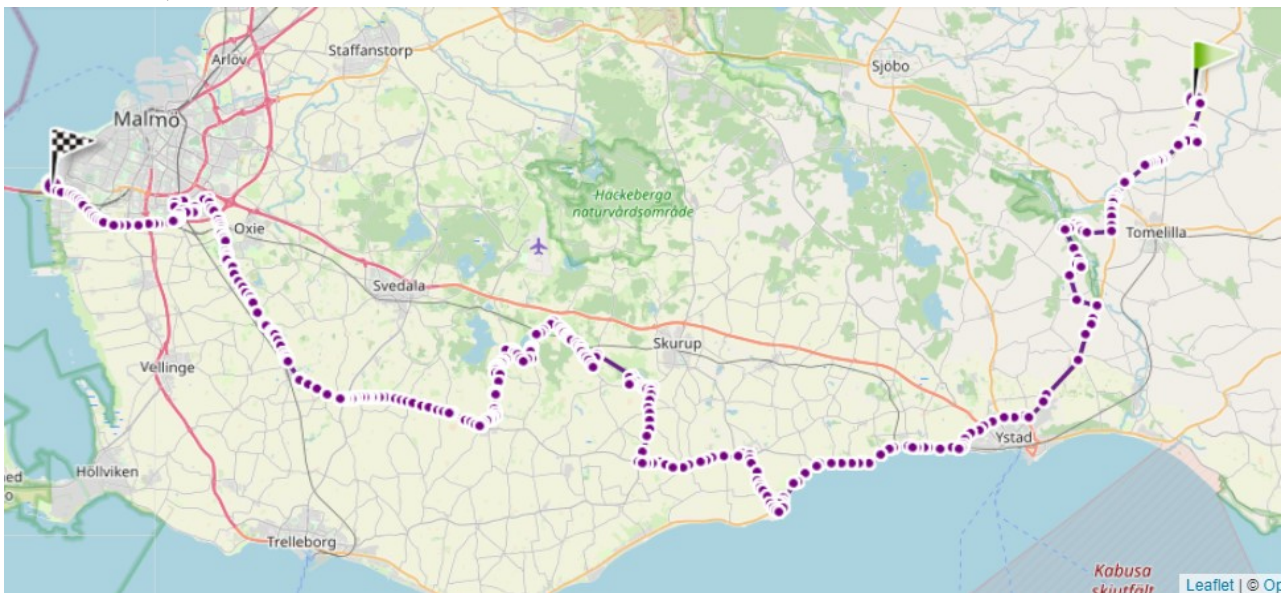 Staffanstorp
Arlöv
Sjöbo
Malmö
Häckeberga
naturvårdsområde
Oxie
Tomelilla
Svedala
Skurup
Vellinge
Ystad
Höllviken
Trelleborg
Kabusa
skjutfält
Leaflet | © Op